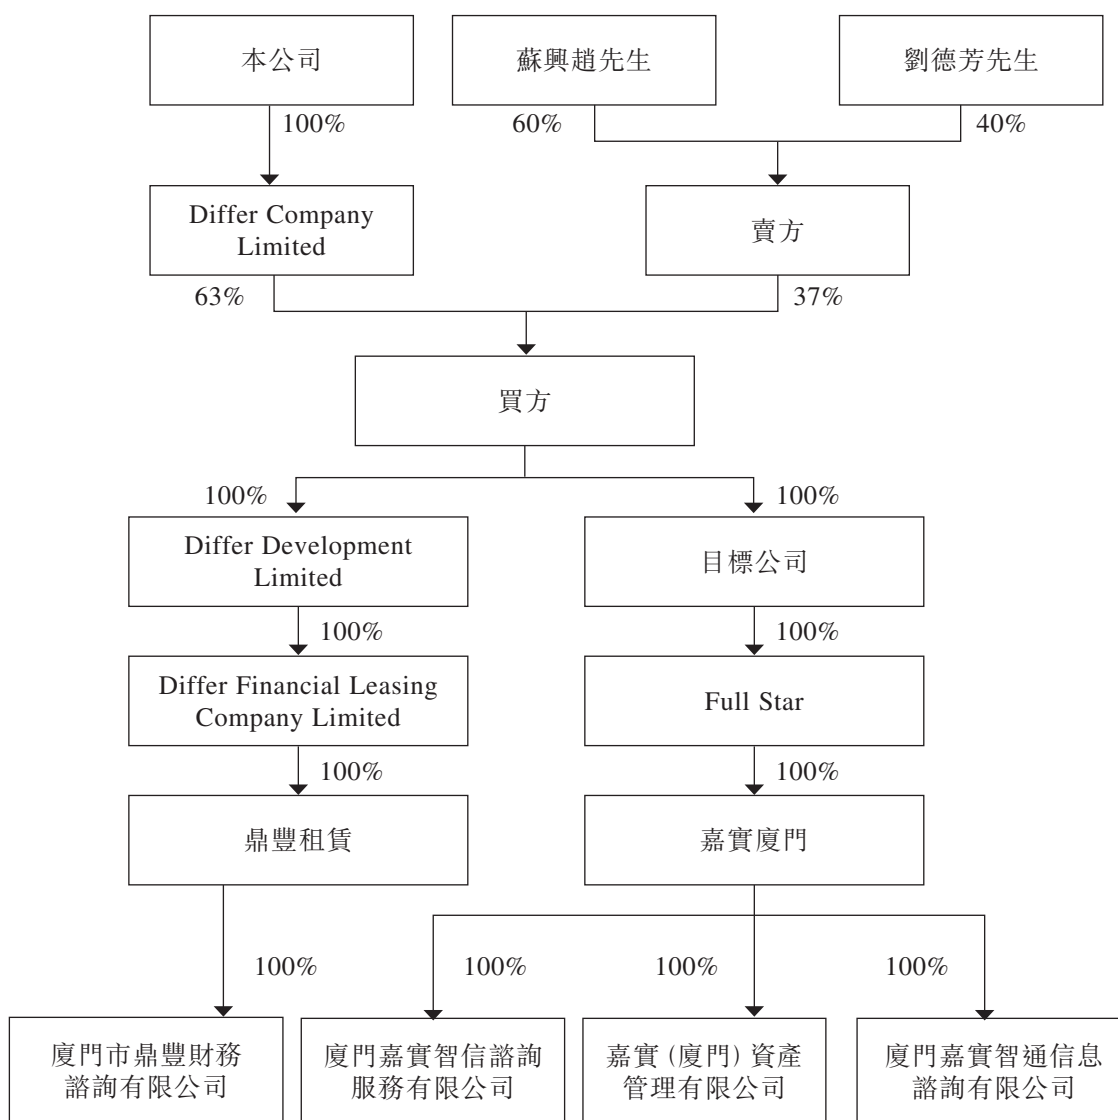 本公司
蘇興趙先生
劉德芳先生
100%
60%
40%
Differ Company
Limited
賣方
63%
37%
買方
100%
100%
Differ Development
Limited
目標公司
100%
100%
Differ Financial Leasing
Company Limited
Full Star
100%
100%
鼎豐租賃
嘉實廈門
100%
100%
100%
100%
廈門市鼎豐財務
諮詢有限公司
廈門嘉實智信諮詢
服務有限公司
嘉實(廈門)資產
管理有限公司
廈門嘉實智通信息
諮詢有限公司